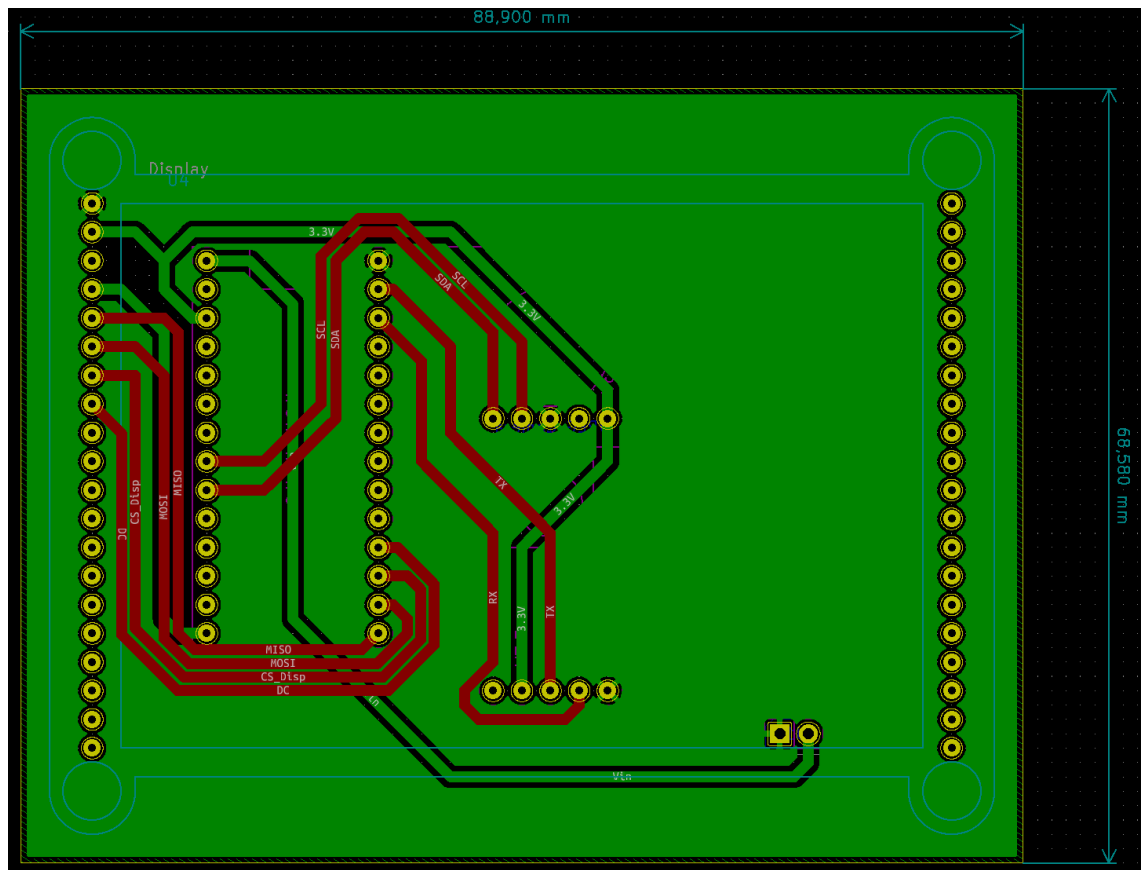 88,900 mm
Display
U4
3.3V
SCL
SDA
3.3V
SCL
SDA
68,580 mm
CS_Disp
MISO
MOSI
DC
TX
3.3V
RX
3.3V
TX
MISO
MOSI
CS_Disp
DC
Vin